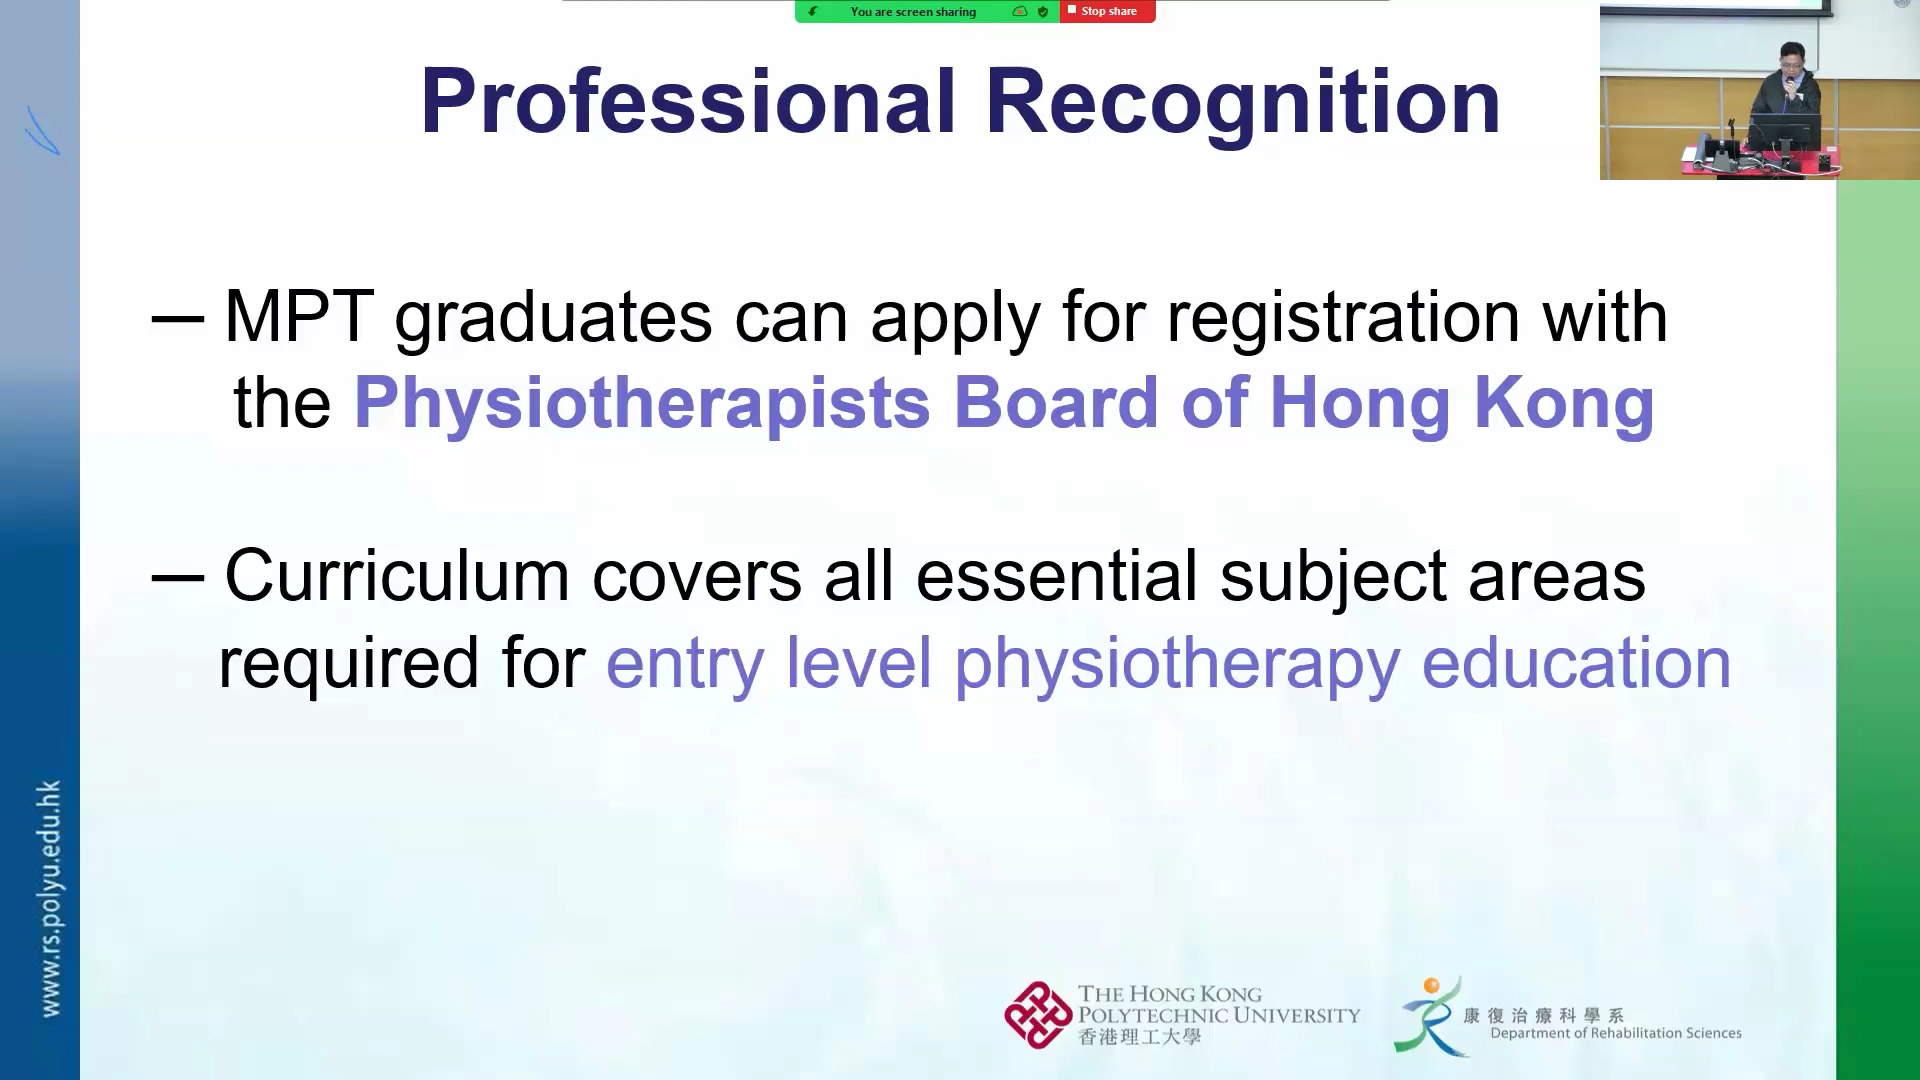 You are screen sharing
Stop share
Professional Recognition
─ MPT graduates can apply for registration with
the Physiotherapists Board of Hong Kong
─ Curriculum covers all essential subject areas
required for entry level physiotherapy education
www.rs.polyu.edu.hk
THE HONG KONG
POLYTECHNIC UNIVERSITY
香港理工大學
康復治療科學系
Department of Rehabilitation Sciences